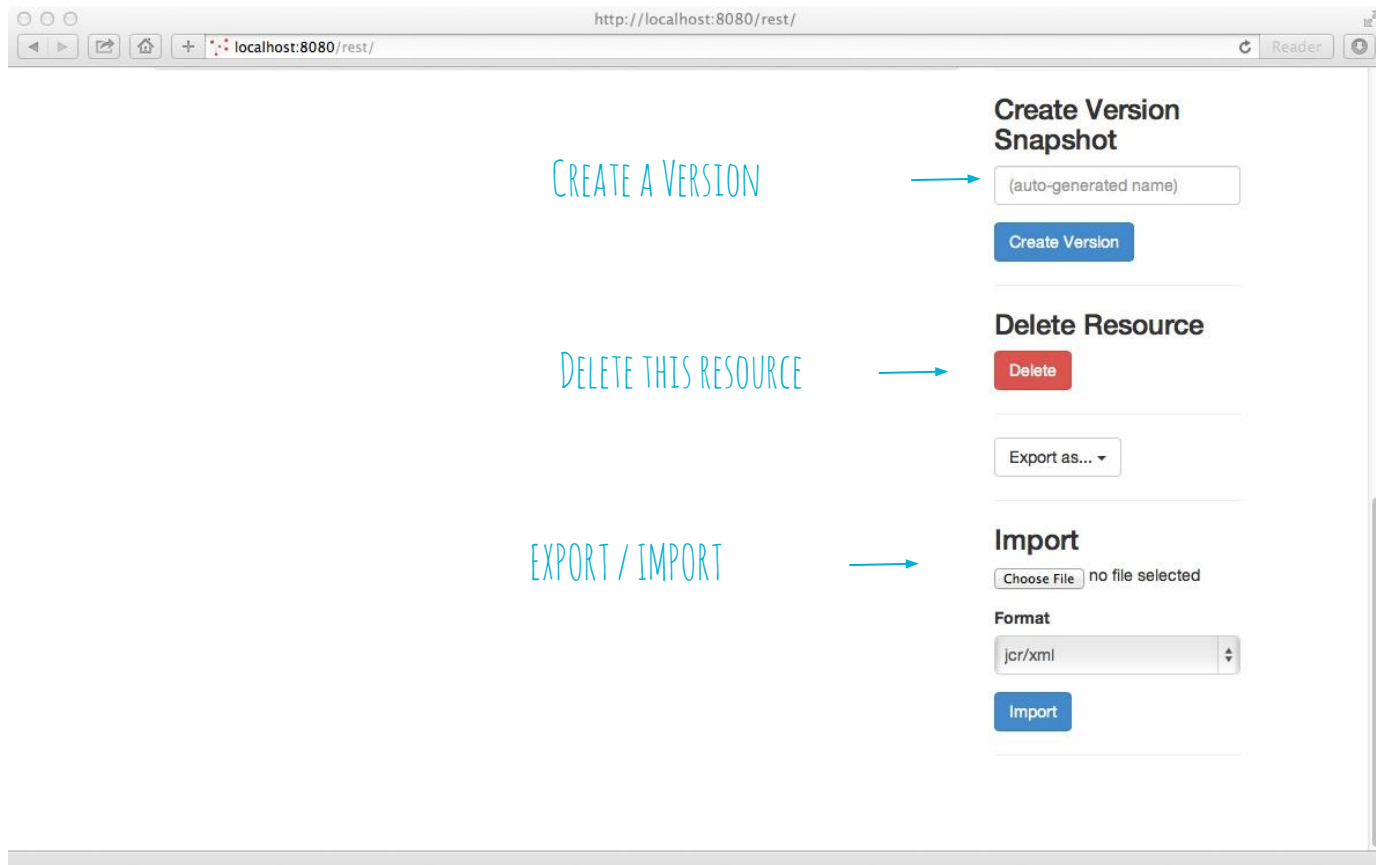 http://localhost:8080/rest/
localhost:8080/rest/
Reader
Create Version
Snapshot
CREATE A VERSION
(auto-generated name)
Create Version
Delete Resource
DELETE THIS RESOURCE
Delete
Export as...
Import
EXPORT / IMPORT
Choose File no file selected
Format
jcr/xml
Import